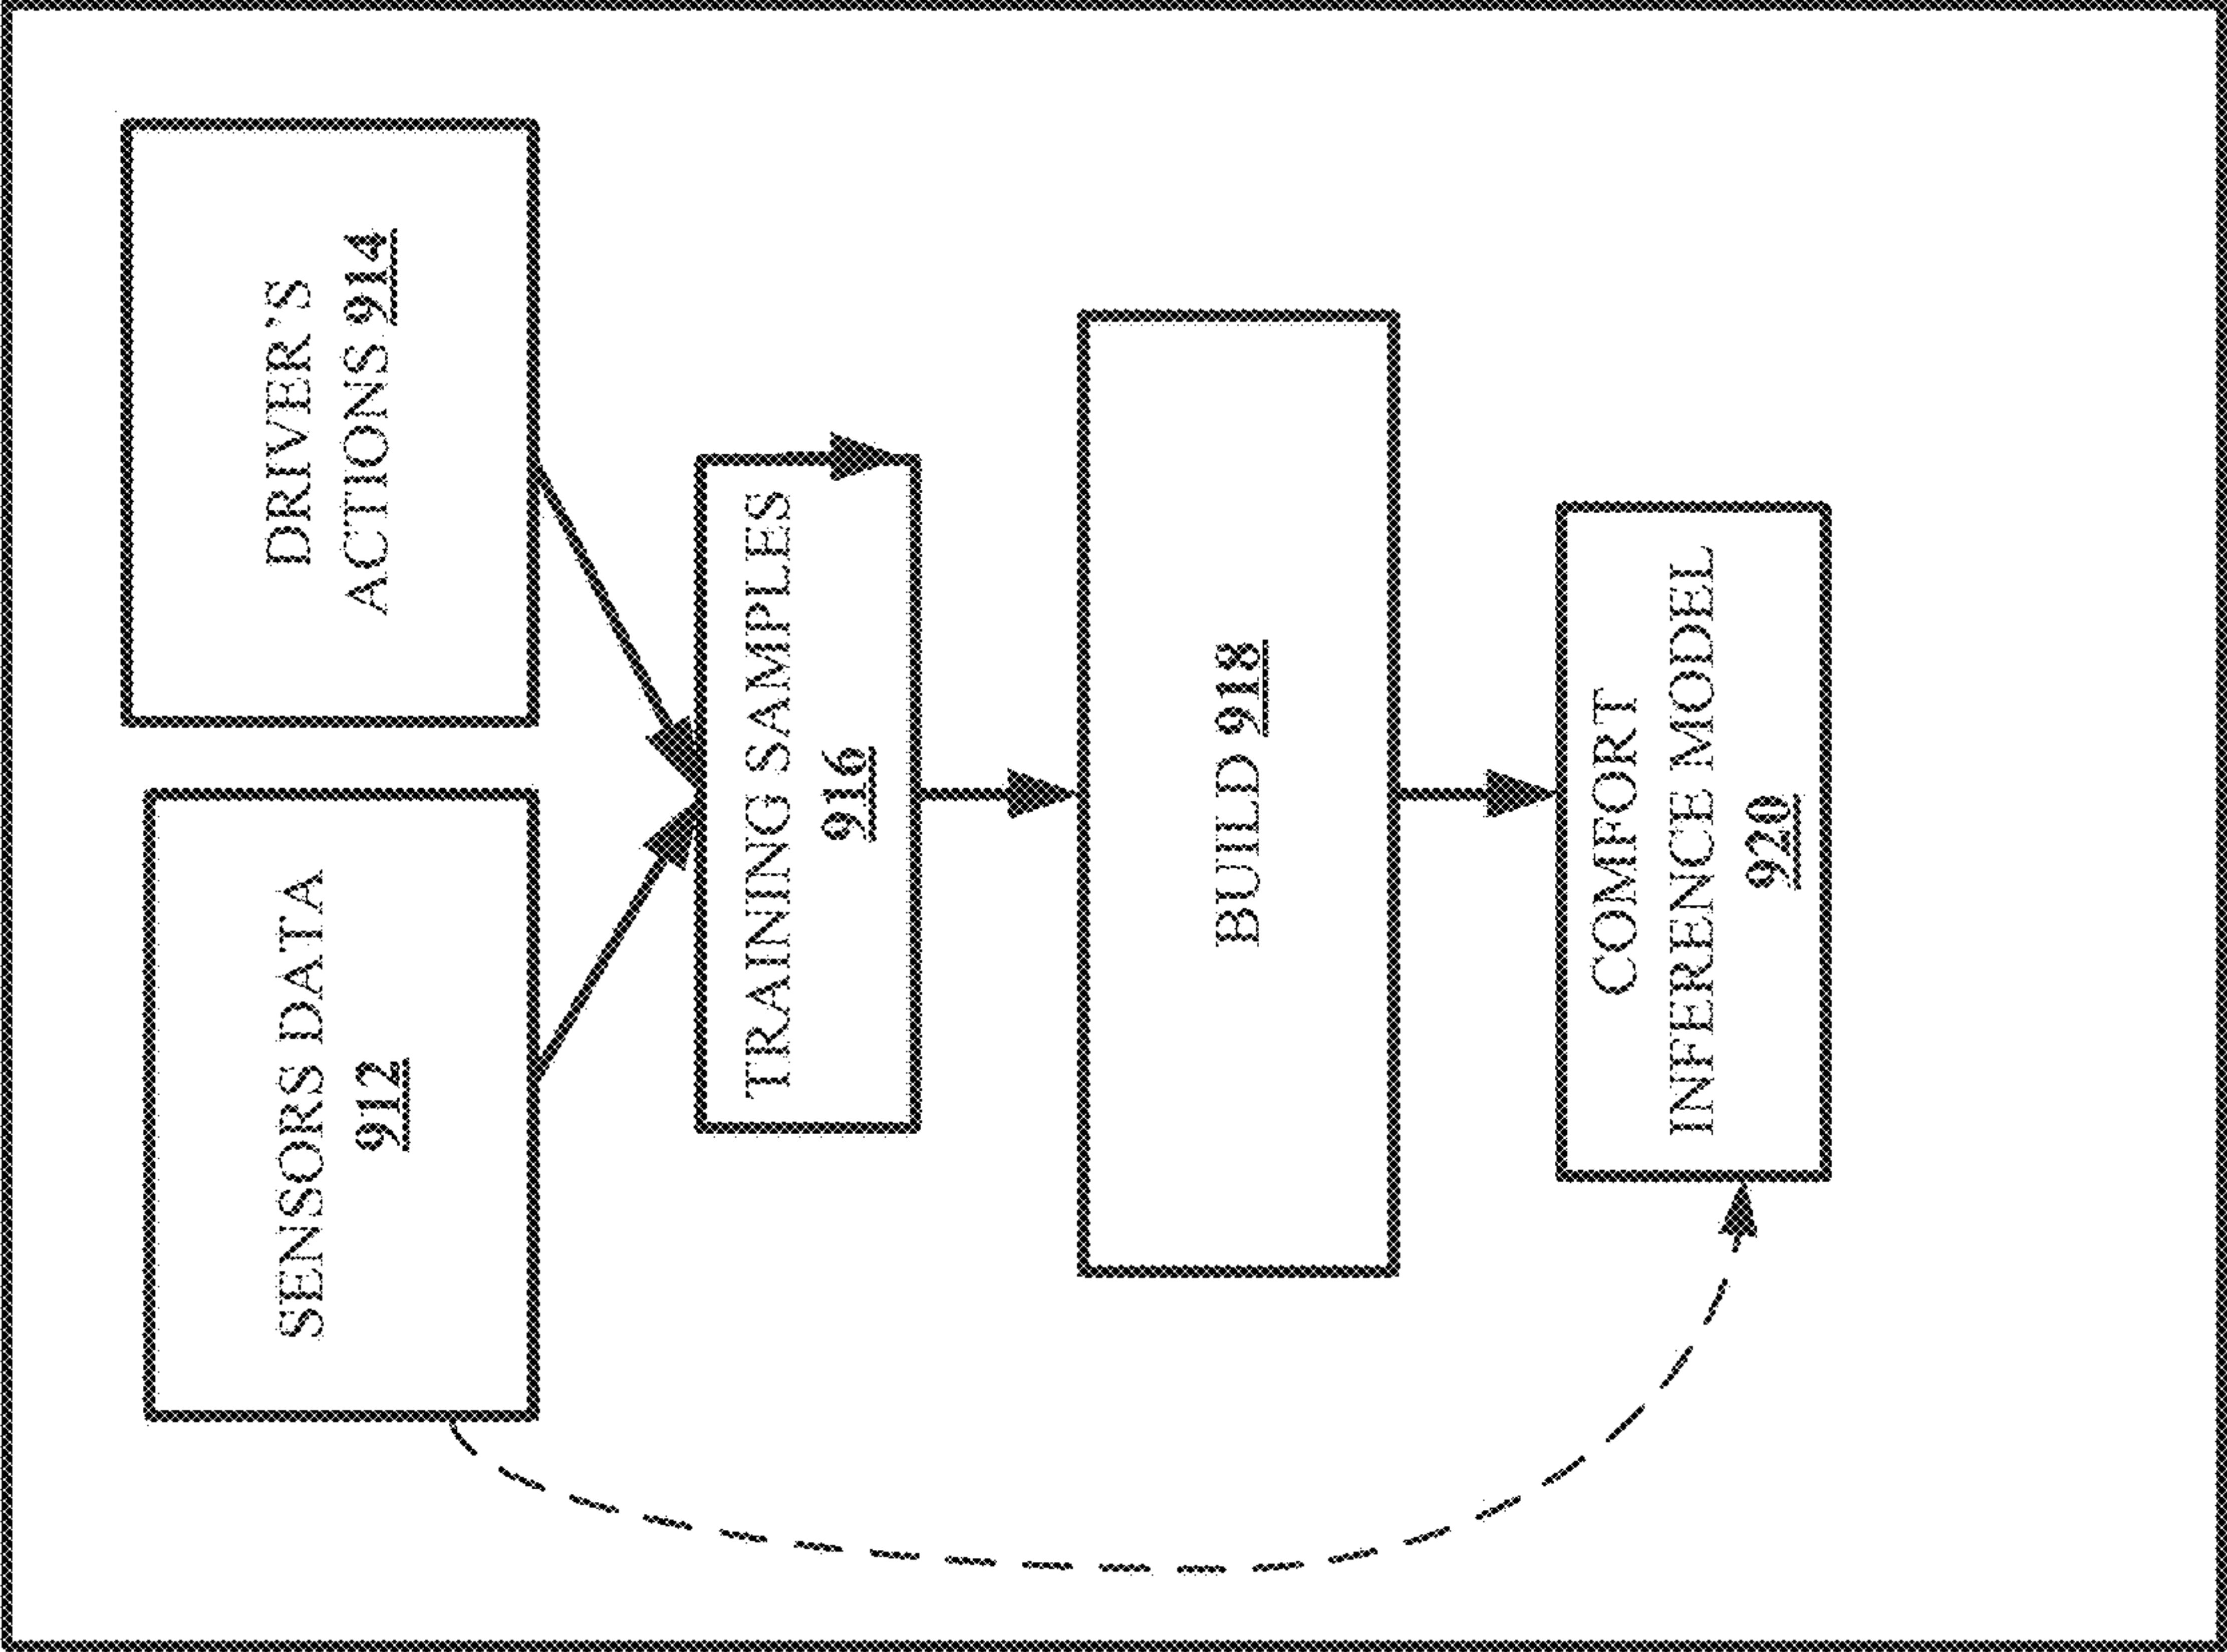 SENSORS DATA
912
DRIVER'S
ACTIONS 914
TRAINING SAMPLES
916
BUILD 918
COMFORT
INFERENCE MODEL
920